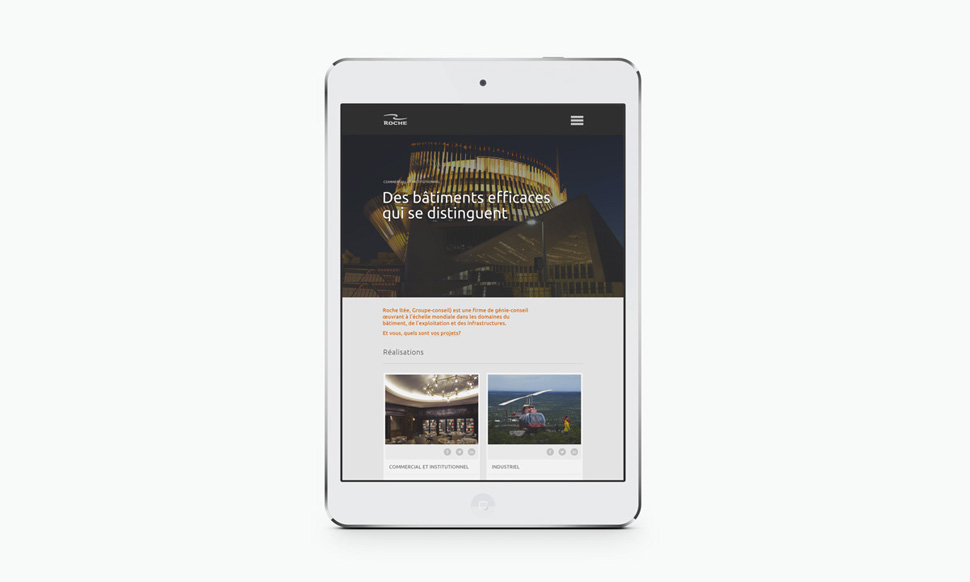 ROCHE
COMMERCIAL ET INSTITUTIONNEL
Des bâtiments efficaces
qui se distinguent
Roche ltée, Groupe-conseil) est une firme de génie-conseil
œuvrant à l'échelle mondiale dans les domaines du
bâtiment, de l'exploitation et des infrastructures.
Et vous, quels sont vos projets?
Réalisations
COMMERCIAL ET INSTITUTIONNEL
INDUSTRIEL